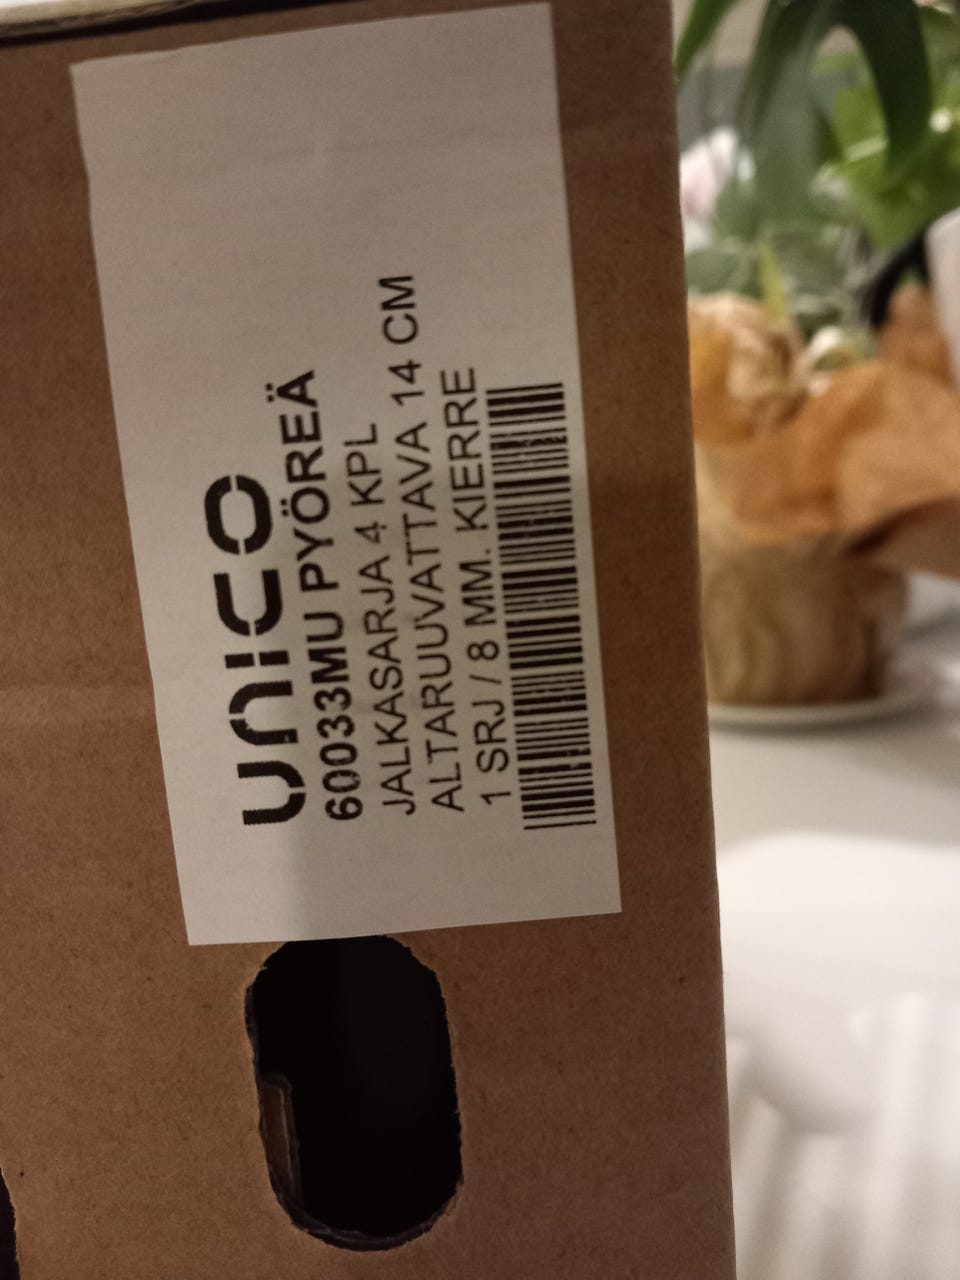 UNICO
60033MU PYÖREÄ
JALKASARJA 4 KPL
ALTARUUVATTAVA 14 CM
1 SRJ / 8 MM. KIERRE